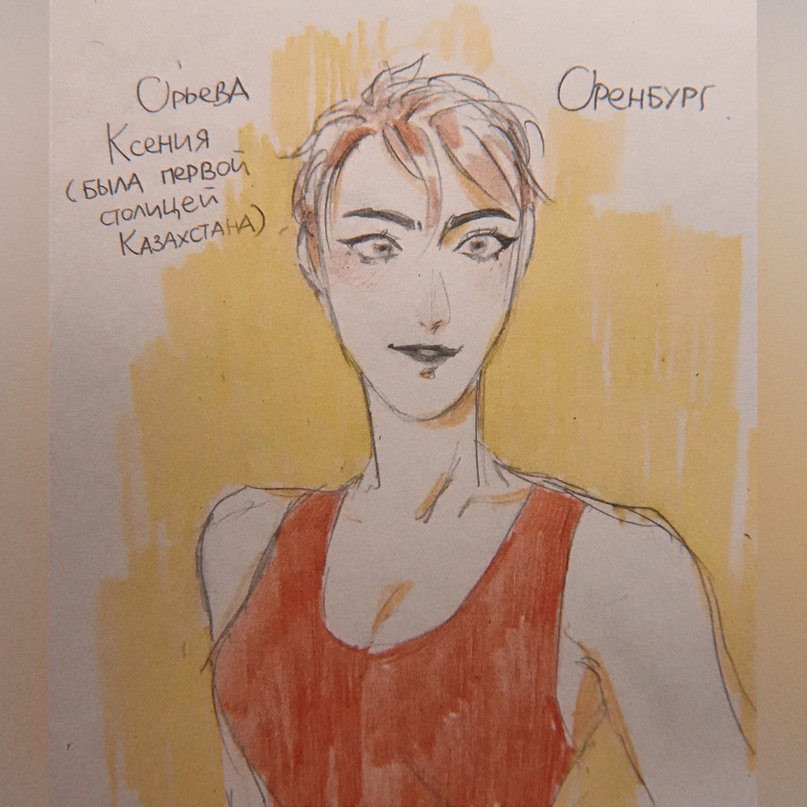 Орьева
Ксения
(была первой
столицей
Казахстана)
Оренбург